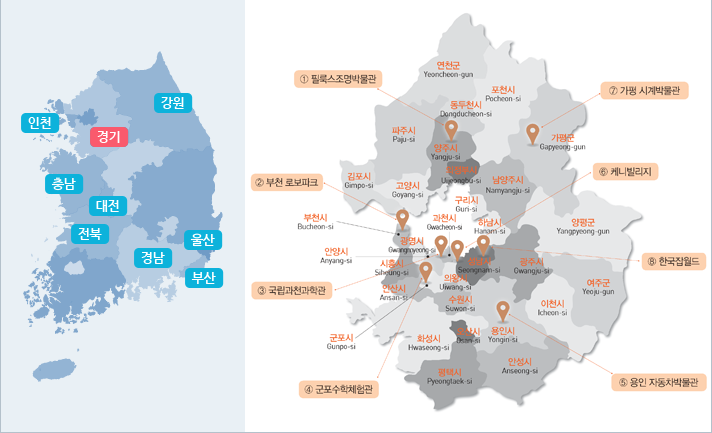 강원
인천
경기
충남
대전
전북
경남
울산
부산
① 필룩스조명박물관
⑦ 가평 시계박물관
② 부천 로보파크
⑥ 케니빌리지
③ 국립과천과학관
⑧ 한국잡월드
④ 군포수학체험관
⑤ 용인 자동차박물관
연천군
Yeoncheon-gun
포천시
Pocheon-si
동두천시
Dongducheon-si
파주시
Paju-si
양주시
Yangju-si
가평군
Gapyeong-gun
Uijeongbu-si
김포시
Gimpo-si
고양시
Goyang-si
남양주시
Namyangju-si
구리시
Guri-si
부천시
Bucheon-si
광명시
Gwangmyeong-si
과천시
Gwacheon-si
하남시
Hanam-si
양평군
Yangpyeong-gun
안양시
Anyang-si
시흥시
Siheung-si
Seongnam-si
광주시
Gwangju-si
안산시
Ansan-si
의왕시
Uiwang-si
여주군
Yeoju-gun
수원시
Suwon-si
이천시
Icheon-si
군포시
Gunpo-si
화성시
Hwaseong-si
Osan-si
용인시
Yongin-si
평택시
Pyeongtaek-si
안성시
Anseong-si